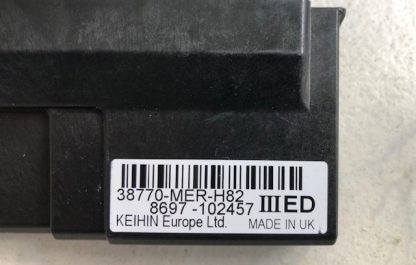 38770-MER-H82
8697 -102457
IIIED
KEIHIN Europe Ltd. MADE IN UK